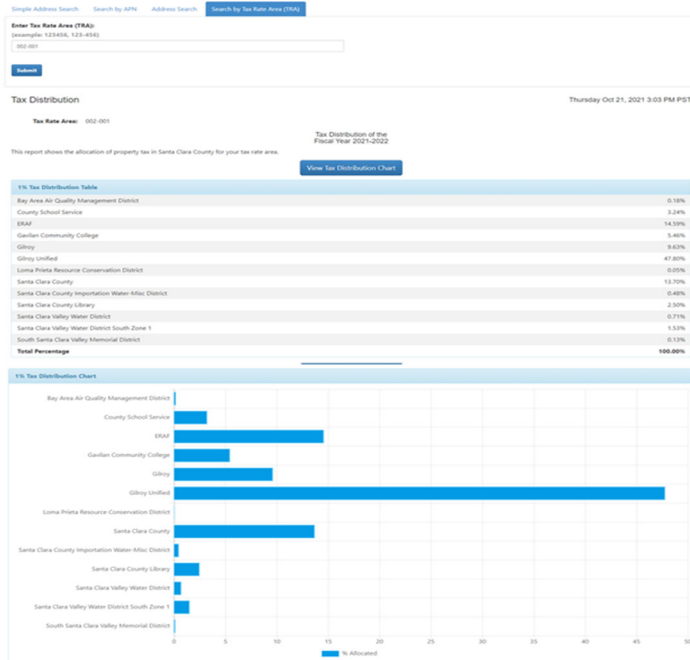 Simple Address Search Search by APN Address Search Search by Tax Rate Area (TRA)
Enter Tax Rate Area (TRA):
(example: 123456, 123-456)
002-001
Submit
Tax Distribution Thursday Oct 21, 2021 3:03 PM PST
Tax Rate Area: 002-001
Tax Distribution of the
Fiscal Year 2021-2022
This report shows the allocation of property tax in Santa Clara County for your tax rate area.
View Tax Distribution Chart
1% Tax Distribution Table
Bay Area Air Quality Management District 0.18%
County School Service 3.24%
ERAF 14.59%
Gavilan Community College 5.46%
Gilroy 9.63%
Gilroy Unified 47.80%
Loma Prieta Resource Conservation District 0.05%
Santa Clara County 13.70%
Santa Clara County Importation Water-Misc District 0.48%
Santa Clara County Library 2.50%
Santa Clara Valley Water District 0.71%
Santa Clara Valley Water District South Zone 1 1.53%
South Santa Clara Valley Memorial District 0.13%
Total Percentage 100.00%
1% Tax Distribution Chart
Bay Area Air Quality Management District
County School Service
ERAF
Gavilan Community College
Gilroy
Gilroy Unified
Loma Prieta Resource Conservation District
Santa Clara County
Santa Clara County Importation Water-Misc District
Santa Clara County Library
Santa Clara Valley Water District
Santa Clara Valley Water District South Zone 1
South Santa Clara Valley Memorial District
0 5 10 15 20 25 30 35 40 45 50
% Allocated